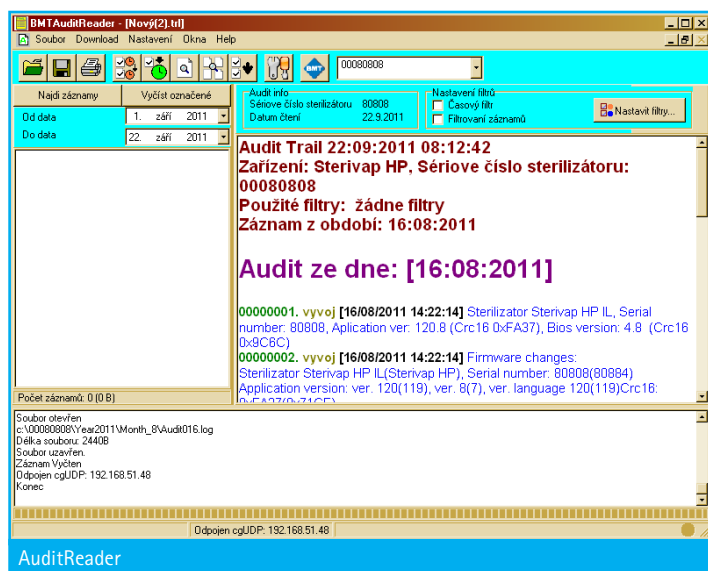 BMTAuditReader - [Nový(2).trl]
Soubor Download Nastavení Okna Help
BMT
00080808
Najdi záznamy
Vyčíst označené
Od data
1. září 2011
Do data
22. září 2011
Audit info
Sériove číslo sterilizátoru 80808
Datum čtení 22.9.2011
Nastavení filtrů
Časový filtr
Filtrovaní záznamů
Nastavit filtry...
Audit Trail 22:09:2011 08:12:42
Zařízení: Sterivap HP, Sériove číslo sterilizátoru:
00080808
Použité filtry: žádne filtry
Záznam z období: 16:08:2011
Audit ze dne: [16:08:2011]
00000001. vyvoj [16/08/2011 14:22:14] Sterilizator Sterivap HP IL, Serial
number: 80808, Aplication ver: 120.8 (Crc16 0xFA37), Bios version: 4.8 (Crc16
0x9C6C)
00000002. vyvoj [16/08/2011 14:22:14] Firmware changes:
Sterilizator Sterivap HP IL(Sterivap HP), Serial number: 80808(80884)
Application version: ver. 120(119), ver. 8(7), ver. language 120(119)Crc16:
0xFA37(0x71CF)
Počet záznamů: 0 (0 B)
Soubor otevřen
c:\00080808\Year2011\Month_8\Audit016.log
Délka souboru: 2440B
Soubor uzavřen.
Záznam Vyčten
Odpojen cgUDP: 192.168.51.48
Konec
Odpojen cgUDP: 192.168.51.48
AuditReader